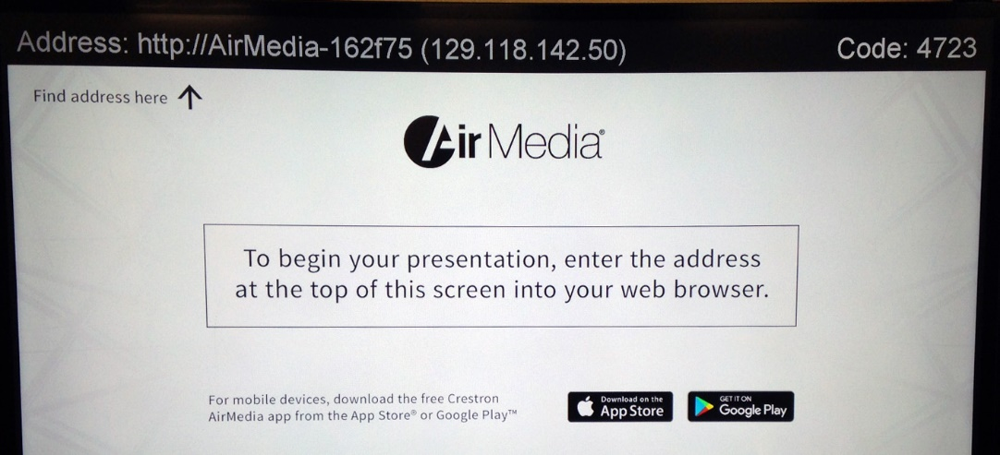 Address: http://AirMedia-162f75 (129.118.142.50) Code: 4723
Find address here
Air Media®
To begin your presentation, enter the address
at the top of this screen into your web browser.
For mobile devices, download the free Crestron
AirMedia app from the App Store® or Google Play™
Download on the
App Store
GET IT ON
Google Play